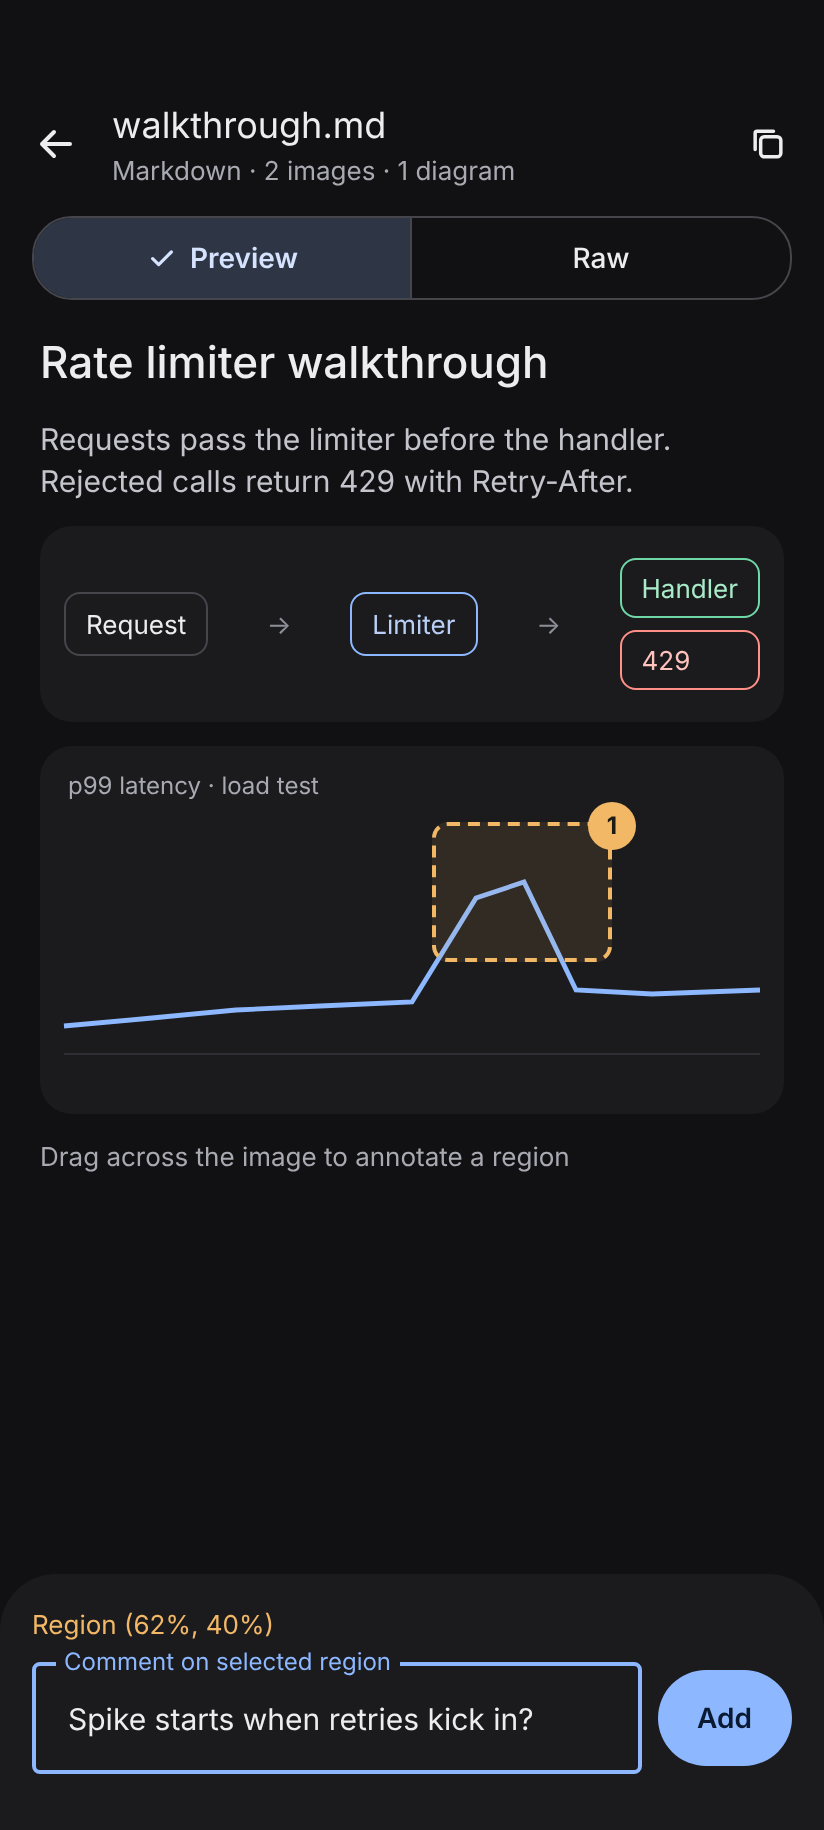 walkthrough.md
Markdown · 2 images · 1 diagram
Preview
Raw
Rate limiter walkthrough
Requests pass the limiter before the handler.
Rejected calls return 429 with Retry-After.
Request
→
Limiter
→
Handler
429
p99 latency · load test
1
Drag across the image to annotate a region
Region (62%, 40%)
Comment on selected region
Spike starts when retries kick in?
Add